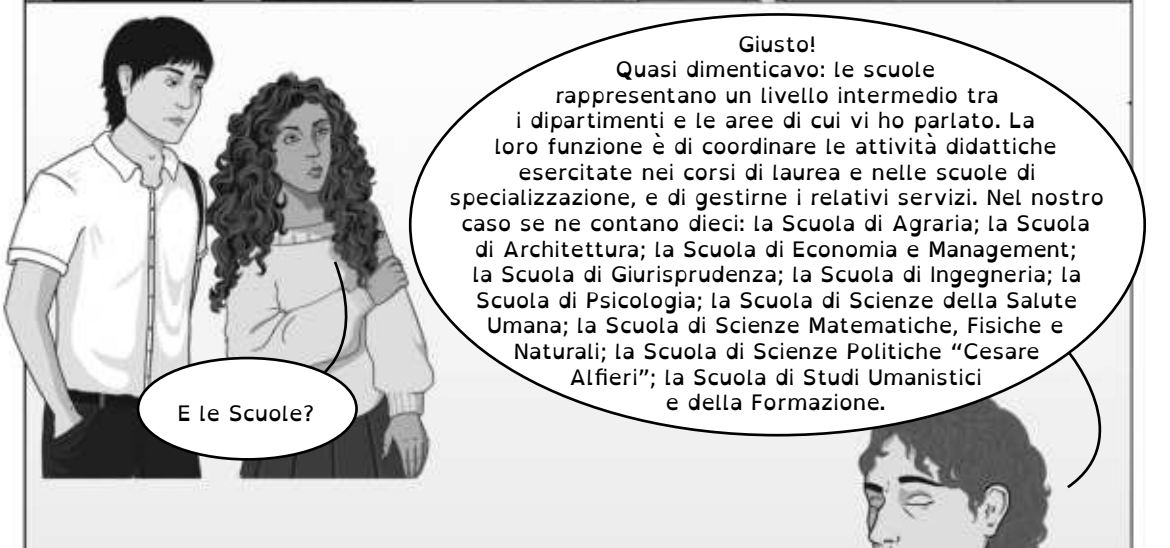 E le Scuole?
Giusto!
Quasi dimenticavo: le scuole
rappresentano un livello intermedio tra
i dipartimenti e le aree di cui vi ho parlato. La
loro funzione è di coordinare le attività didattiche
esercitate nei corsi di laurea e nelle scuole di
specializzazione, e di gestirne i relativi servizi. Nel nostro
caso se ne contano dieci: la Scuola di Agraria; la Scuola
di Architettura; la Scuola di Economia e Management;
la Scuola di Giurisprudenza; la Scuola di Ingegneria; la
Scuola di Psicologia; la Scuola di Scienze della Salute
Umana; la Scuola di Scienze Matematiche, Fisiche e
Naturali; la Scuola di Scienze Politiche “Cesare
Alfieri”; la Scuola di Studi Umanistici
e della Formazione.